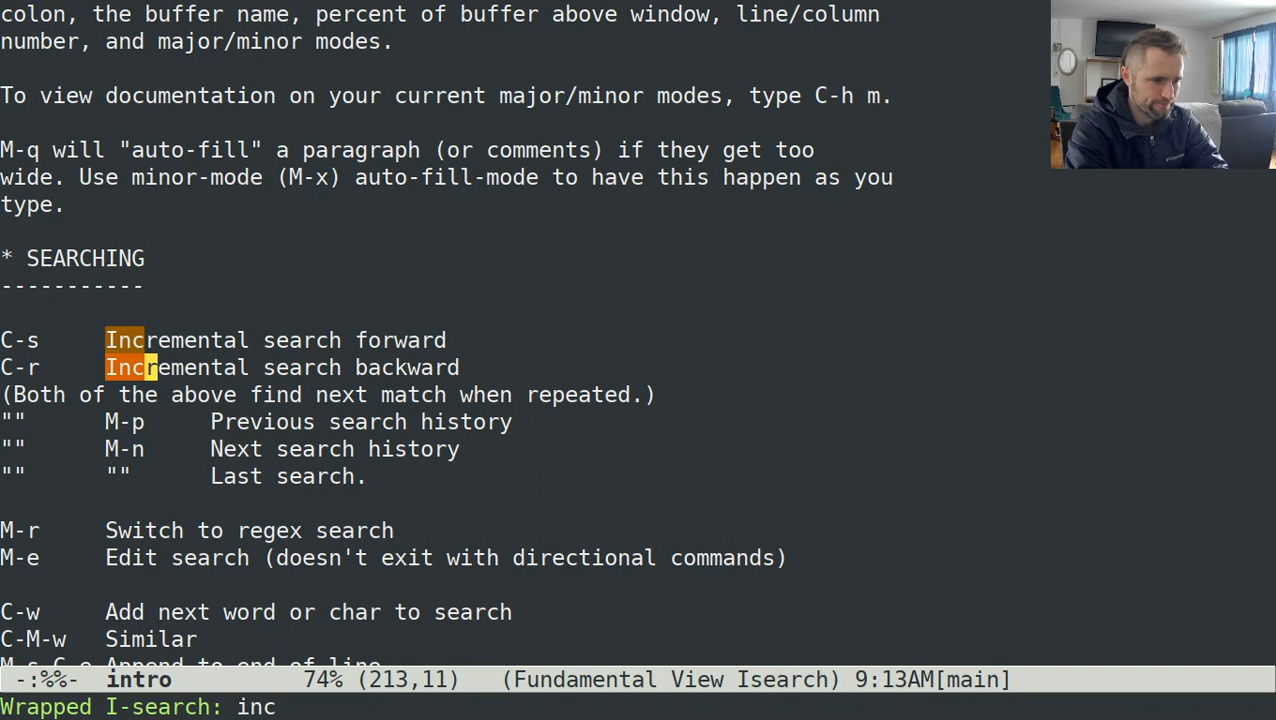 colon, the buffer name, percent of buffer above window, line/column
number, and major/minor modes.
To view documentation on your current major/minor modes, type C-h m.
M-q will "auto-fill" a paragraph (or comments) if they get too
wide. Use minor-mode (M-x) auto-fill-mode to have this happen as you
type.
* SEARCHING
-----------
C-s     Incremental search forward
C-r     Incremental search backward
(Both of the above find next match when repeated.)
""      M-p     Previous search history
""      M-n     Next search history
""      ""      Last search.
M-r     Switch to regex search
M-e     Edit search (doesn't exit with directional commands)
C-w     Add next word or char to search
C-M-w   Similar
M-s C-e Append to end of line
-:%%-  intro          74% (213,11)   (Fundamental View Isearch) 9:13AM[main]
Wrapped I-search: inc